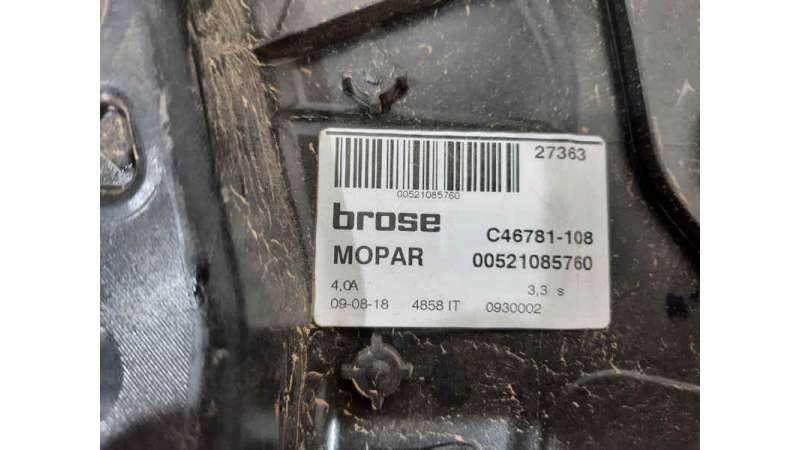 27363
00521085760
brose C46781-108
MOPAR 00521085760
4,0A 3,3 s
09-08-18 4858 IT 0930002